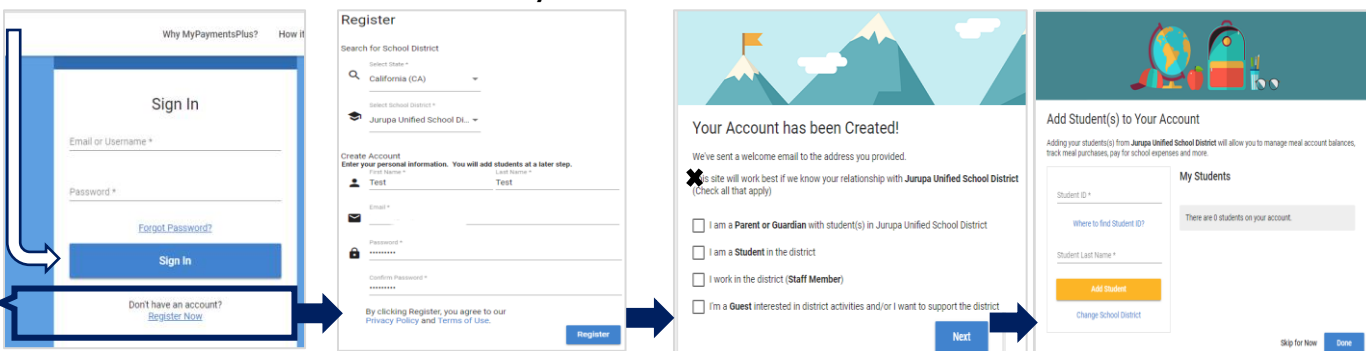 Why MyPaymentsPlus?
How it
Sign In
Email or Username *
Password *
Forgot Password?
Sign In
Don't have an account?
Register Now
Register
Search for School District
Select State *
California (CA)
Select School District *
Jurupa Unified School Di...
Create Account
Enter your personal information. You will add students at a later step.
First Name *
Last Name *
Test
Test
Email *
Password *
•••••••••
Confirm Password *
•••••••••
By clicking Register, you agree to our
Privacy Policy and Terms of Use.
Register
Your Account has been Created!
We've sent a welcome email to the address you provided.
is site will work best if we know your relationship with Jurupa Unified School District
(Check all that apply)
I am a Parent or Guardian with student(s) in Jurupa Unified School District
I am a Student in the district
I work in the district (Staff Member)
I'm a Guest interested in district activities and/or I want to support the district
Next
Add Student(s) to Your Account
Adding your students(s) from Jurupa Unified School District will allow you to manage meal account balances,
track meal purchases, pay for school expenses and more.
Student ID *
Where to find Student ID?
Student Last Name *
Add Student
Change School District
My Students
There are 0 students on your account.
Skip for Now
Done